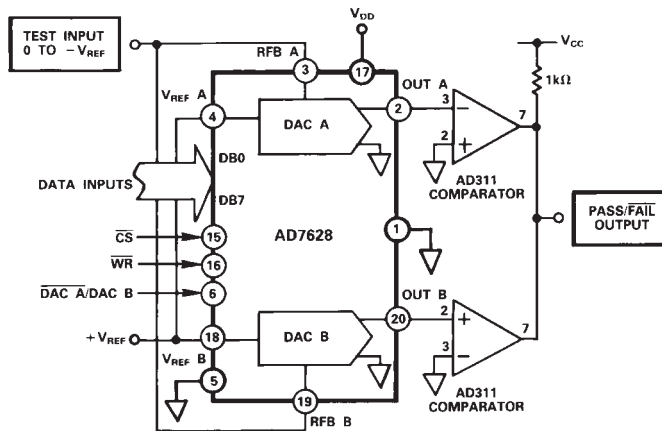 TEST INPUT
0 TO −VREF
VDD
VCC
1kΩ
RFB A
3
17
OUT A
VREF A
4
DAC A
2
3
−
2
+
7
AD311
COMPARATOR
DB0
DATA INPUTS
DB7
AD7628
1
PASS/FAIL
OUTPUT
CS
15
WR
16
DAC A/DAC B
6
OUT B
20
2
+
3
−
7
+VREF
18
DAC B
VREF B
5
19
RFB B
AD311
COMPARATOR